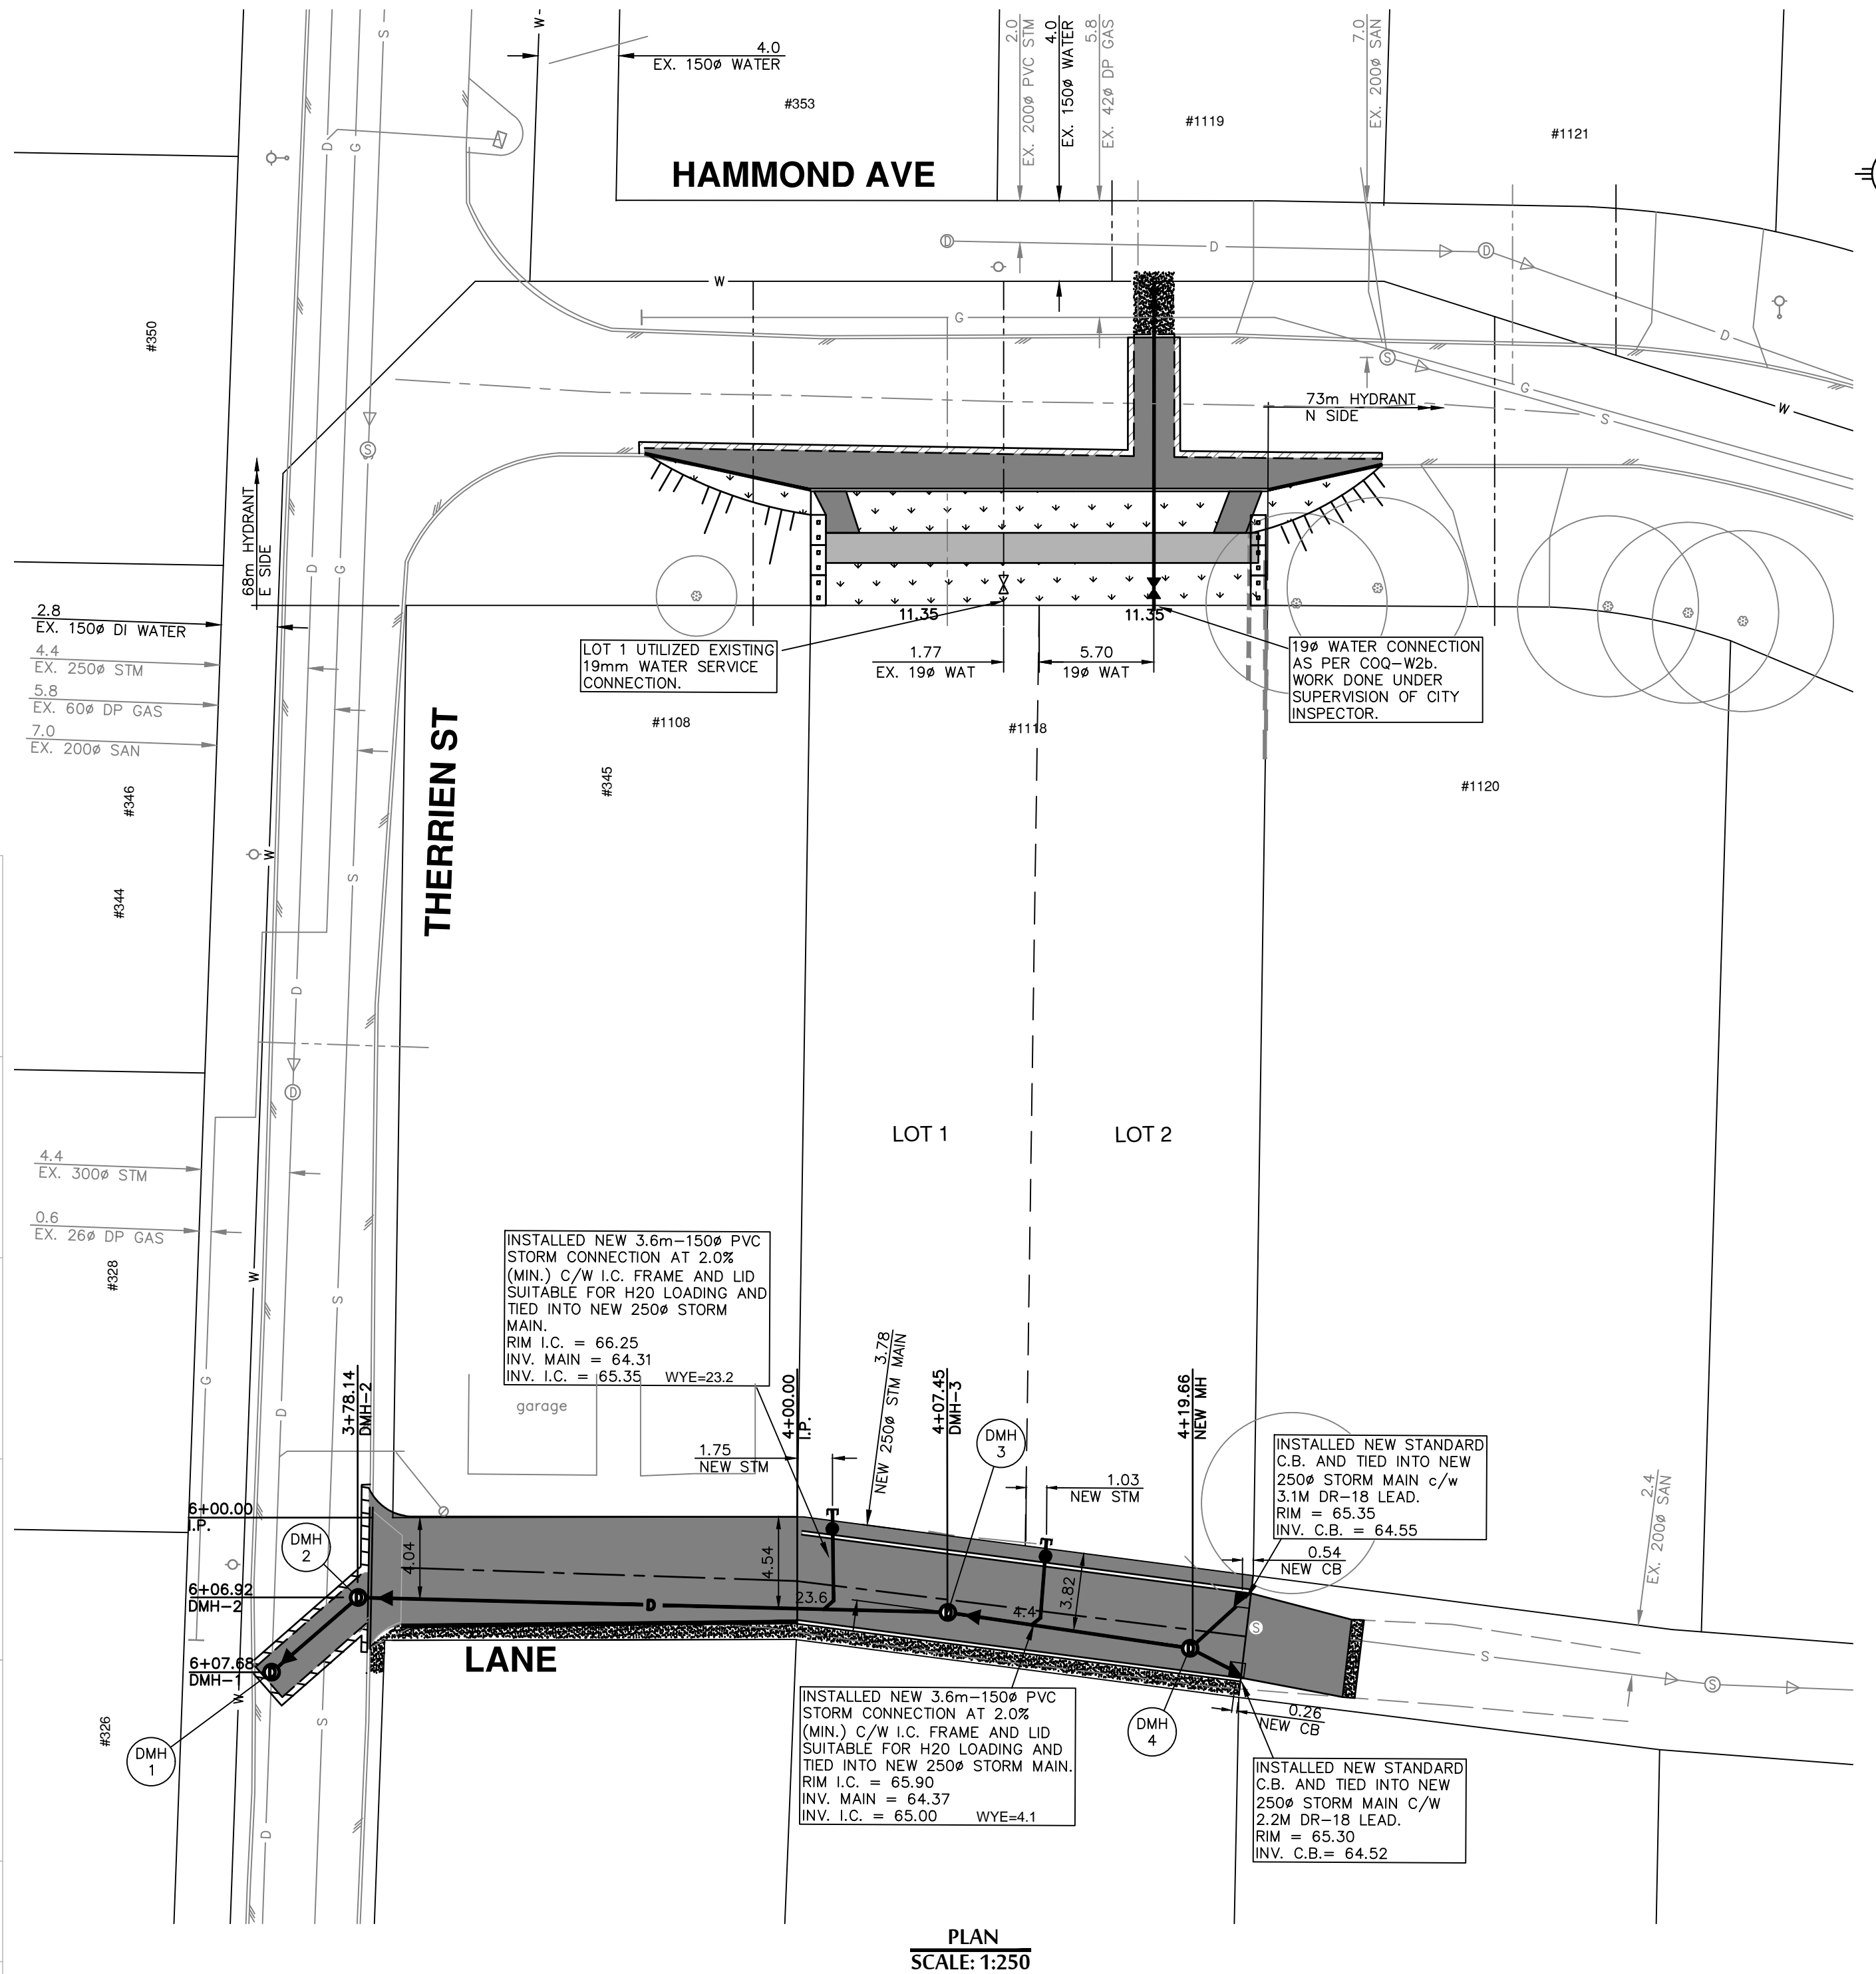 4.0
EX. 150ø WATER
#353
HAMMOND AVE
2.0
EX. 200ø PVC STM
4.0
EX. 150ø WATER
5.8
EX. 42ø DP GAS
#1119
7.0
EX. 200ø SAN
#1121
W
S
D
G
D
D
D
W
G
S
G
S
W
#350
S
73m HYDRANT
N SIDE
68m HYDRANT
E SIDE
D
G
2.8
EX. 150ø DI WATER
4.4
EX. 250ø STM
5.8
EX. 60ø DP GAS
7.0
EX. 200ø SAN
11.35
11.35
LOT 1 UTILIZED EXISTING
19mm WATER SERVICE
CONNECTION.
1.77
EX. 19ø WAT
5.70
19ø WAT
19ø WATER CONNECTION
AS PER COQ-W2b.
WORK DONE UNDER
SUPERVISION OF CITY
INSPECTOR.
#1108
#1118
#345
#1120
THERRIEN ST
#346
W
S
#344
D
D
LOT 1
LOT 2
4.4
EX. 300ø STM
0.6
EX. 26ø DP GAS
#328
W
S
G
D
INSTALLED NEW 3.6m-150ø PVC
STORM CONNECTION AT 2.0%
(MIN.) C/W I.C. FRAME AND LID
SUITABLE FOR H20 LOADING AND
TIED INTO NEW 250ø STORM
MAIN.
RIM I.C. = 66.25
INV. MAIN = 64.31
INV. I.C. = 65.35 WYE=23.2
garage
3+78.14
DMH-2
4+00.00
I.P.
3.78
NEW 250ø STM MAIN
4+07.45
DMH-3
4+19.66
NEW MH
DMH
3
1.75
NEW STM
1.03
NEW STM
INSTALLED NEW STANDARD
C.B. AND TIED INTO NEW
250ø STORM MAIN c/w
3.1M DR-18 LEAD.
RIM = 65.35
INV. C.B. = 64.55
2.4
EX. 200ø SAN
0.54
NEW CB
6+00.00
I.P.
DMH
2
4.04
4.54
3.82
6+06.92
DMH-2
D
23.6
D
4.4
D
S
LANE
6+07.68
DMH-1
D
W
S
S
S
#326
DMH
1
DMH
4
0.26
NEW CB
INSTALLED NEW 3.6m-150ø PVC
STORM CONNECTION AT 2.0%
(MIN.) C/W I.C. FRAME AND LID
SUITABLE FOR H20 LOADING AND
TIED INTO NEW 250ø STORM MAIN.
RIM I.C. = 65.90
INV. MAIN = 64.37
INV. I.C. = 65.00 WYE=4.1
INSTALLED NEW STANDARD
C.B. AND TIED INTO NEW
250ø STORM MAIN C/W
2.2M DR-18 LEAD.
RIM = 65.30
INV. C.B.= 64.52
D
PLAN
SCALE: 1:250